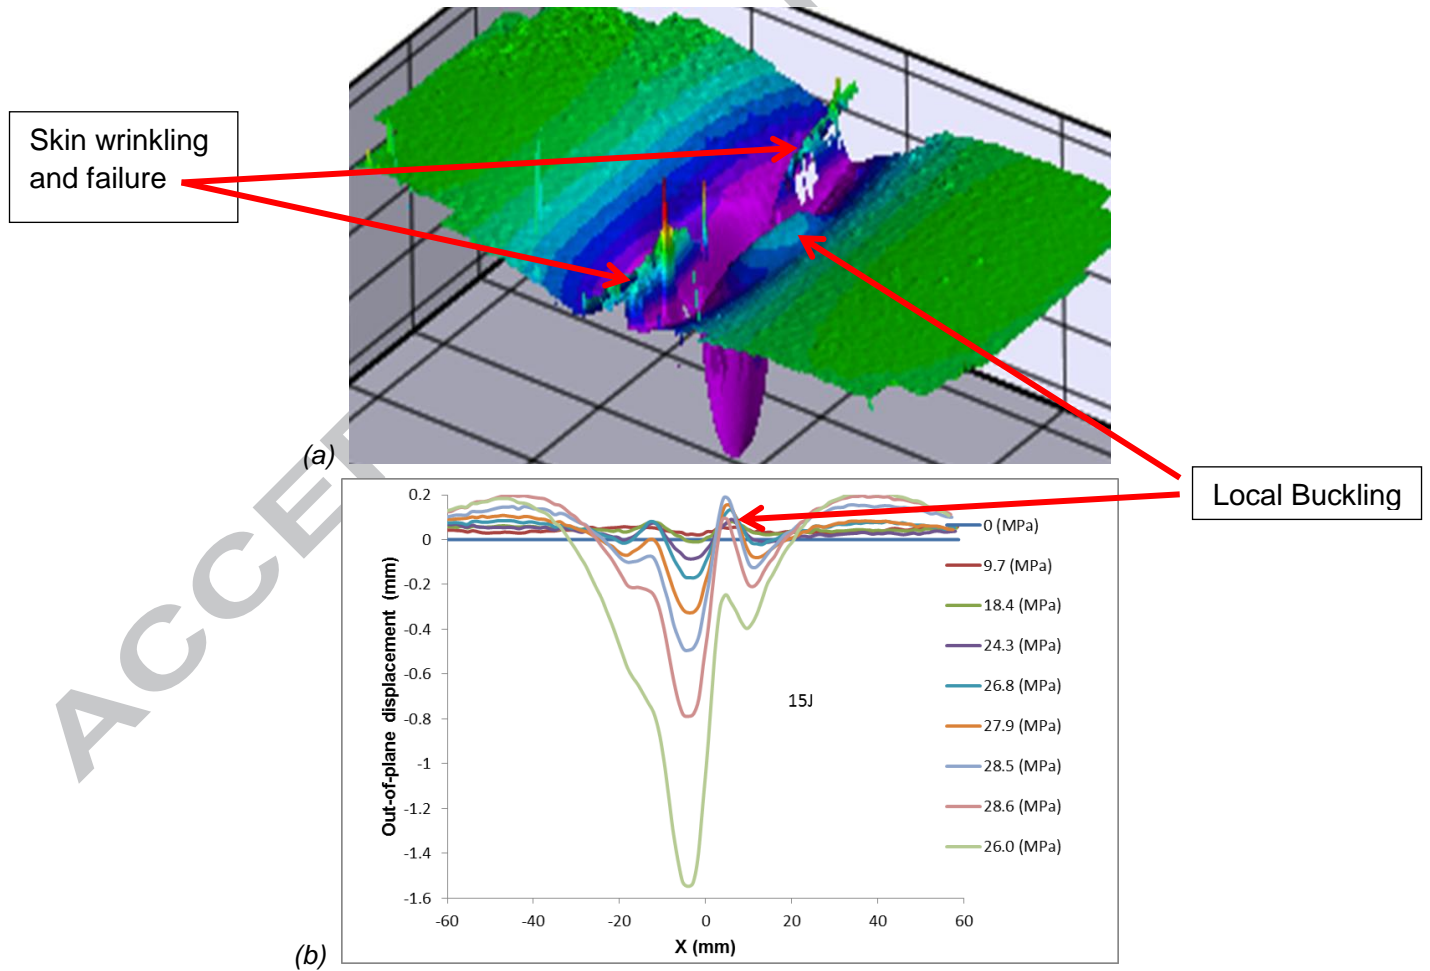 Skin wrinkling
and failure
(a)
Local Buckling
ACCE
0.2
0
-0.2
-0.4
-0.6
-0.8
-1
-1.2
-1.4
-1.6
-60
-40
-20
0
20
40
60
Out-of-plane displacement (mm)
X (mm)
15J
0 (MPa)
9.7 (MPa)
18.4 (MPa)
24.3 (MPa)
26.8 (MPa)
27.9 (MPa)
28.5 (MPa)
28.6 (MPa)
26.0 (MPa)
(b)